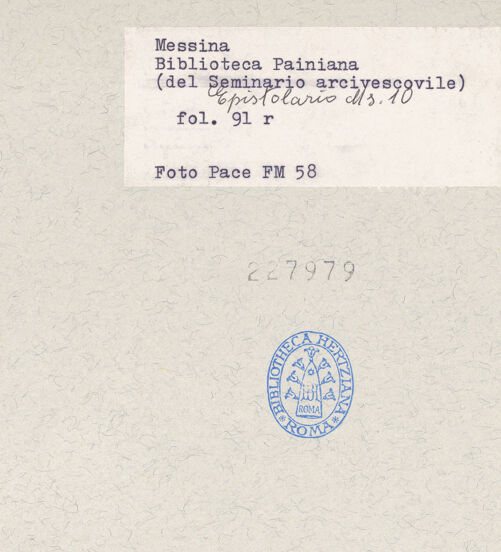 Messina
Biblioteca Painiana
(del Seminario arcivescovile)
Epistolario Ms. 10
fol. 91 r
Foto Pace FM 58
227979
BIBLIOTHECA HERTZIANA
ROMA
* ROMA *